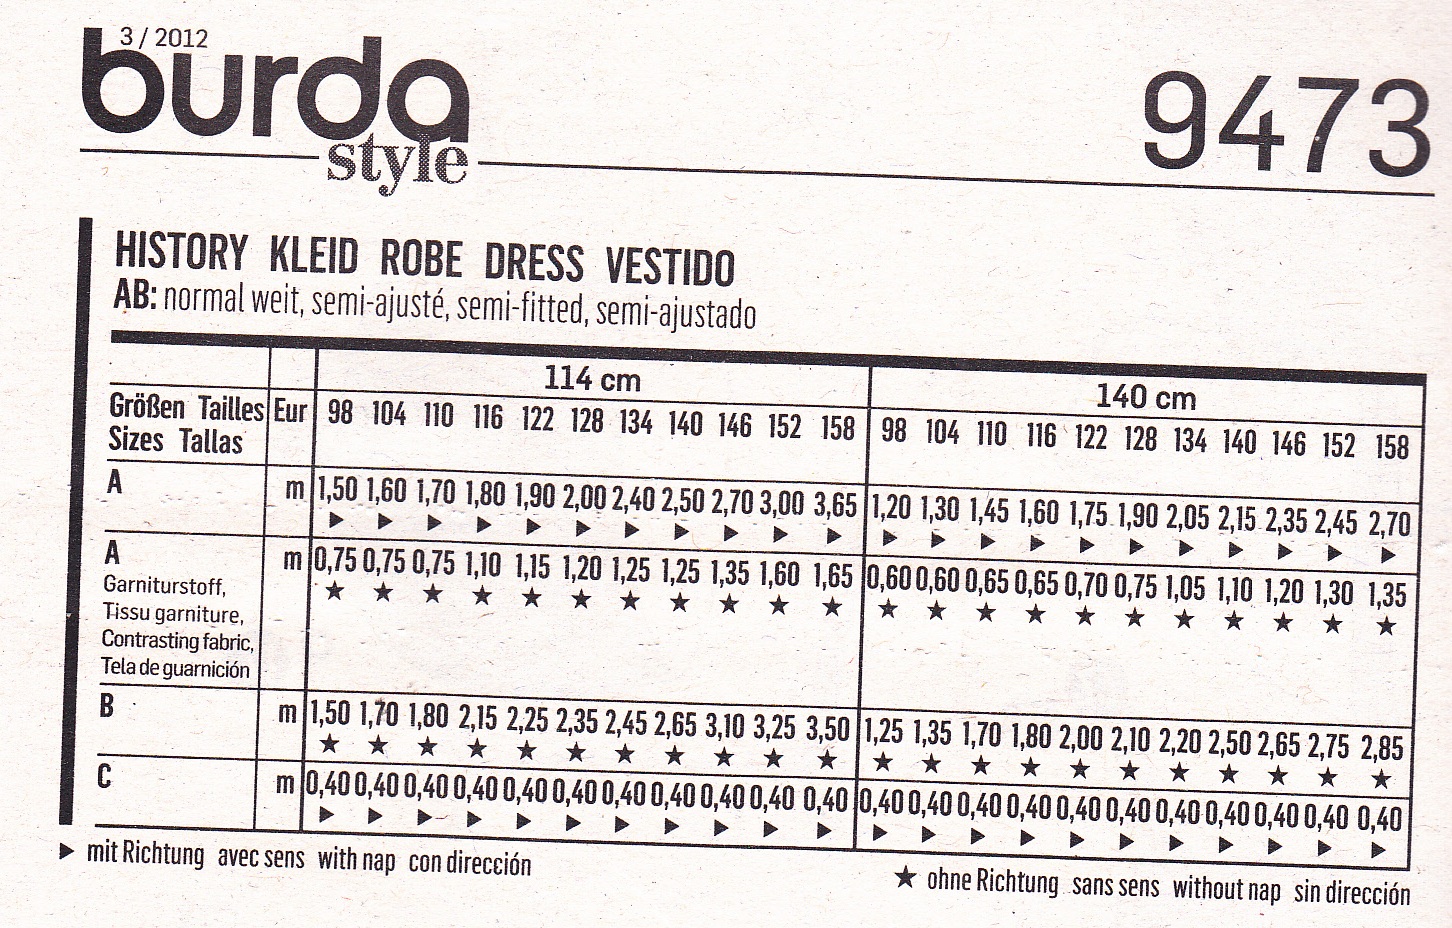 3 / 2012
burda
style
9473
HISTORY KLEID ROBE DRESS VESTIDO
AB: normal weit, semi-ajusté, semi-fitted, semi-ajustado
114 cm 140 cm
Größen Tailles Eur 98 104 110 116 122 128 134 140 146 152 158 98 104 110 116 122 128 134 140 146 152 158
Sizes Tallas
A m 1,50 1,60 1,70 1,80 1,90 2,00 2,40 2,50 2,70 3,00 3,65 1,20 1,30 1,45 1,60 1,75 1,90 2,05 2,15 2,35 2,45 2,70
▶ ▶ ▶ ▶ ▶ ▶ ▶ ▶ ▶ ▶ ▶ ▶ ▶ ▶ ▶ ▶ ▶ ▶ ▶ ▶ ▶ ▶
A m 0,75 0,75 0,75 1,10 1,15 1,20 1,25 1,25 1,35 1,60 1,65 0,60 0,60 0,65 0,65 0,70 0,75 1,05 1,10 1,20 1,30 1,35
★ ★ ★ ★ ★ ★ ★ ★ ★ ★ ★ ★ ★ ★ ★ ★ ★ ★ ★ ★ ★ ★
Garniturstoff,
Tissu garniture,
Contrasting fabric,
Tela de guarnición
B m 1,50 1,70 1,80 2,15 2,25 2,35 2,45 2,65 3,10 3,25 3,50 1,25 1,35 1,70 1,80 2,00 2,10 2,20 2,50 2,65 2,75 2,85
★ ★ ★ ★ ★ ★ ★ ★ ★ ★ ★ ★ ★ ★ ★ ★ ★ ★ ★ ★ ★ ★
C m 0,40 0,40 0,40 0,40 0,40 0,40 0,40 0,40 0,40 0,40 0,40 0,40 0,40 0,40 0,40 0,40 0,40 0,40 0,40 0,40 0,40 0,40
▶ ▶ ▶ ▶ ▶ ▶ ▶ ▶ ▶ ▶ ▶ ▶ ▶ ▶ ▶ ▶ ▶ ▶ ▶ ▶ ▶ ▶
▶ mit Richtung avec sens with nap con dirección
★ ohne Richtung sans sens without nap sin dirección